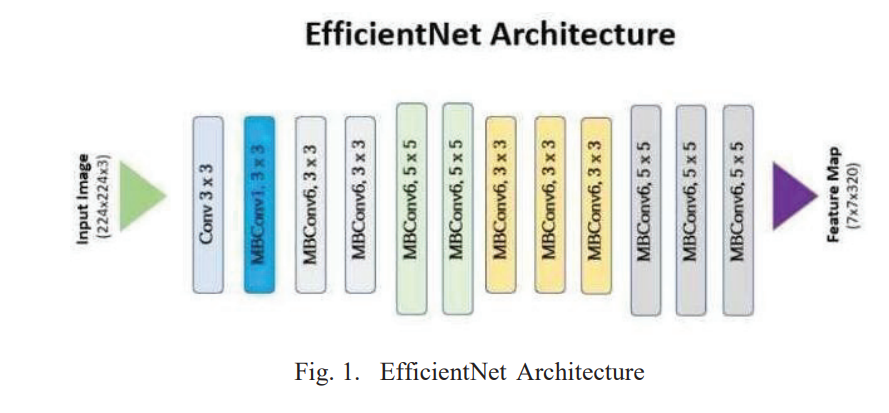 EfficientNet Architecture
Input Image
(224x224x3)
Conv 3 x 3
MBConv1, 3 x 3
MBConv6, 3 x 3
MBConv6, 3 x 3
MBConv6, 5 x 5
MBConv6, 5 x 5
MBConv6, 3 x 3
MBConv6, 3 x 3
MBConv6, 3 x 3
MBConv6, 5 x 5
MBConv6, 5 x 5
MBConv6, 5 x 5
Feature Map
(7x7x320)
Fig. 1. EfficientNet Architecture